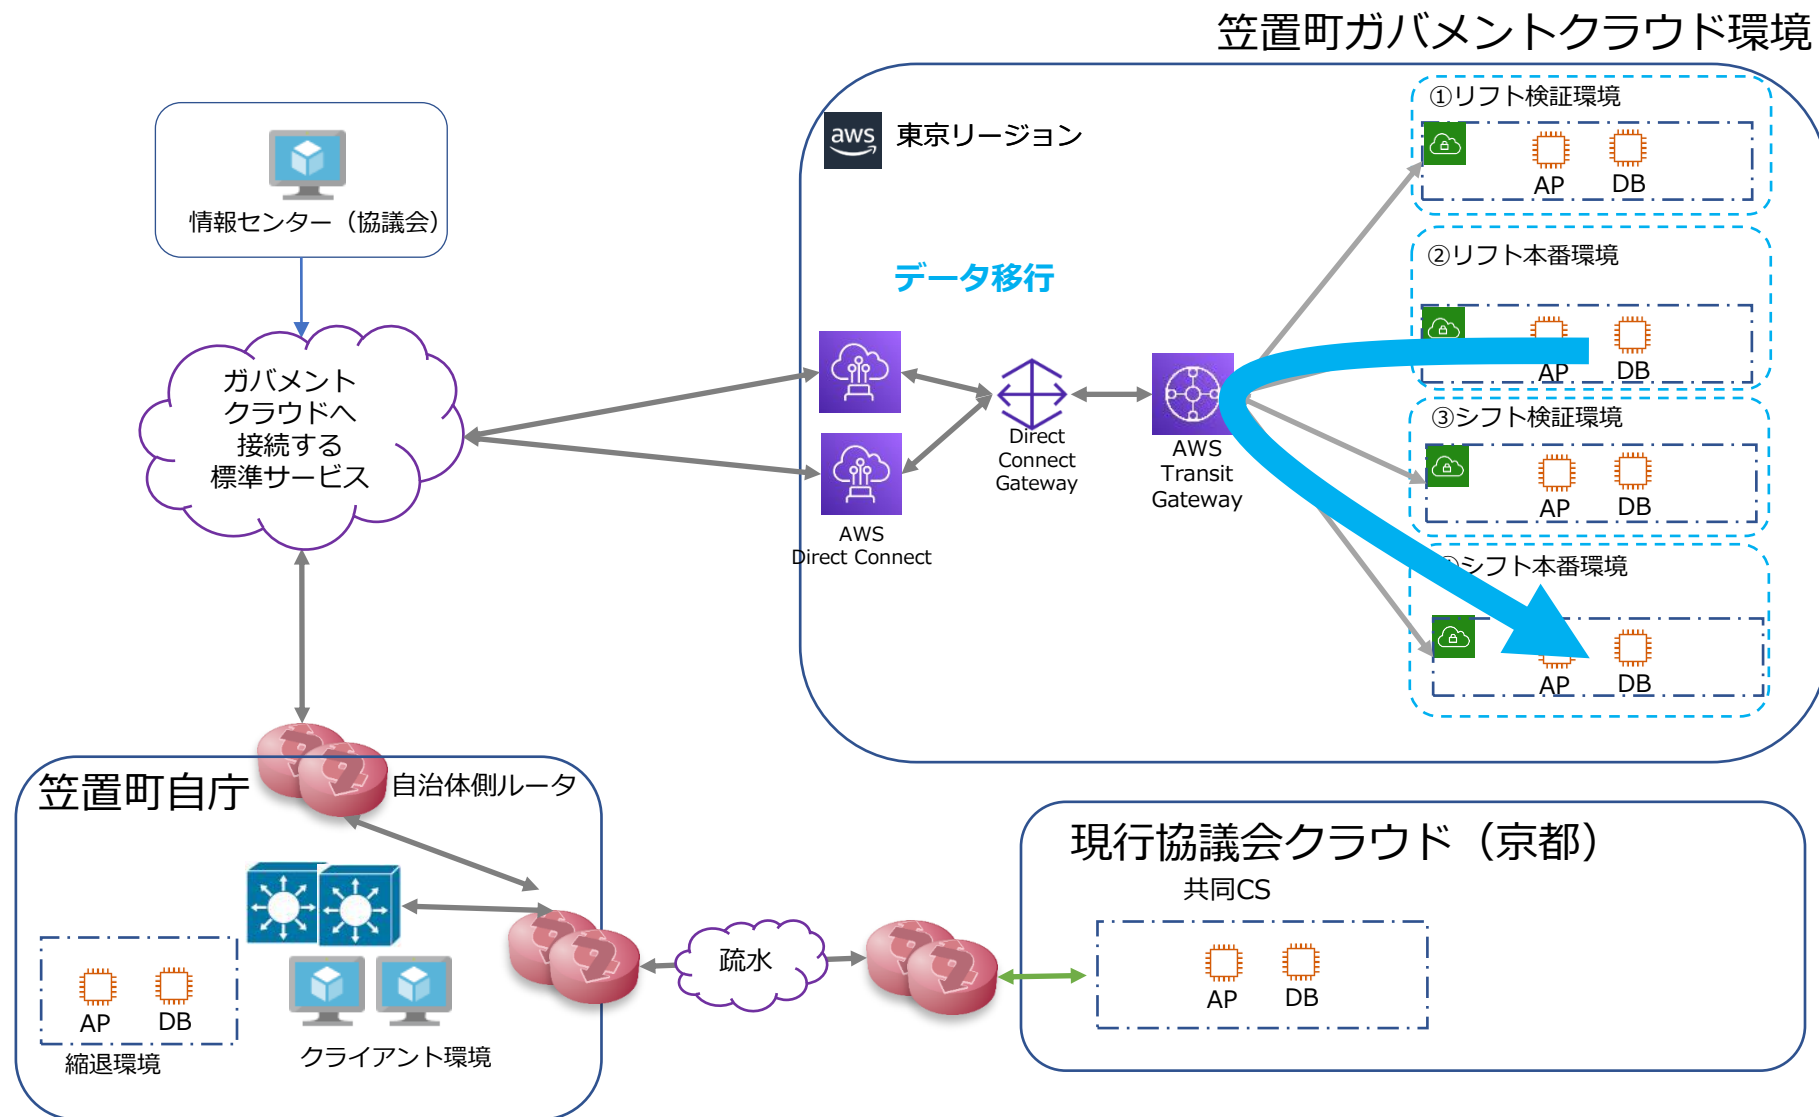 笠置町ガバメントクラウド環境
aws
東京リージョン
①リフト検証環境
AP
DB
情報センター（協議会）
②リフト本番環境
データ移行
AP
DB
ガバメント
クラウドへ
接続する
標準サービス
③シフト検証環境
AP
DB
Direct
Connect
Gateway
AWS
Transit
Gateway
AWS
Direct Connect
シフト本番環境
AP
DB
笠置町自庁
自治体側ルータ
現行協議会クラウド（京都）
共同CS
疏水
AP
DB
AP
DB
縮退環境
クライアント環境